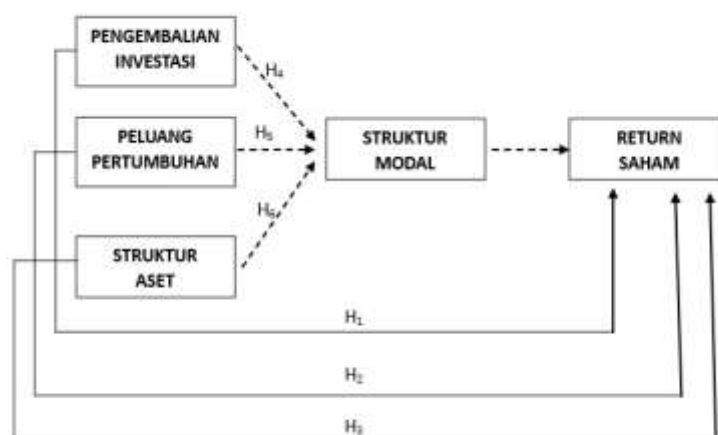 PENGEMBALIAN
INVESTASI
H₄
PELUANG
PERTUMBUHAN
H₅
STRUKTUR
MODAL
RETURN
SAHAM
H₆
STRUKTUR
ASET
H₁
H₂
H₃